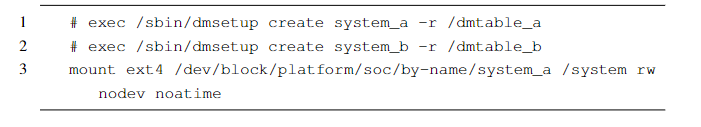 1 # exec /sbin/dmsetup create system_a -r /dmtable_a
2 # exec /sbin/dmsetup create system_b -r /dmtable_b
3 mount ext4 /dev/block/platform/soc/by-name/system_a /system rw
nodev noatime